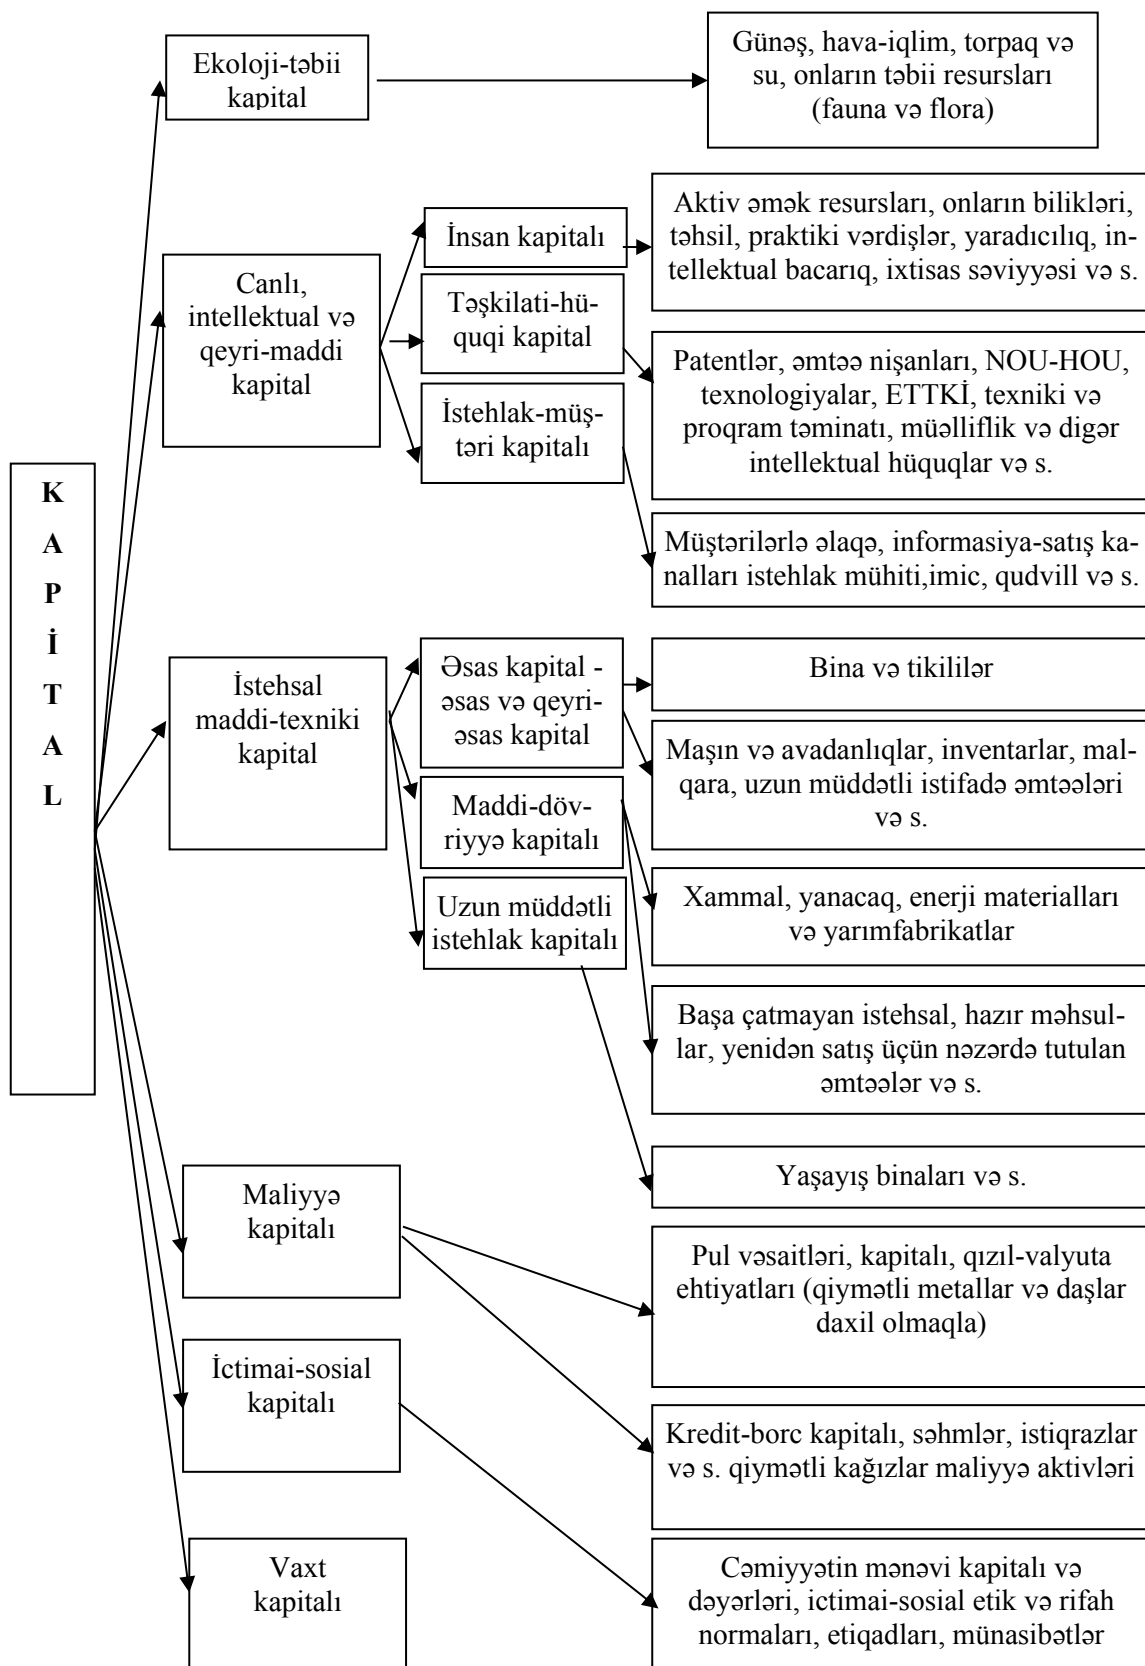 Ekoloji-təbii
kapital
Günəş, hava-iqlim, torpaq və
su, onların təbii resursları
(fauna və flora)
Canlı,
intellektual və
qeyri-maddi
kapital
İnsan kapitalı
Aktiv əmək resursları, onların bilikləri,
təhsil, praktiki vərdişlər, yaradıcılıq, in-
tellektual bacarıq, ixtisas səviyyəsi və s.
Təşkilati-hü-
quqi kapital
Patentlər, əmtəə nişanları, NOU-HOU,
texnologiyalar, ETTKİ, texniki və
proqram təminatı, müəlliflik və digər
intellektual hüquqlar və s.
İstehlak-müş-
təri kapitalı
Müştərilərlə əlaqə, informasiya-satış ka-
nalları istehlak mühiti,imic, qudvill və s.
K
A
P
İ
T
A
L
İstehsal
maddi-texniki
kapital
Əsas kapital -
əsas və qeyri-
əsas kapital
Bina və tikililər
Maşın və avadanlıqlar, inventarlar, mal-
qara, uzun müddətli istifadə əmtəələri
və s.
Maddi-döv-
riyyə kapitalı
Xammal, yanacaq, enerji materialları
və yarımfabrikatlar
Uzun müddətli
istehlak kapitalı
Başa çatmayan istehsal, hazır məhsul-
lar, yenidən satış üçün nəzərdə tutulan
əmtəələr və s.
Yaşayış binaları və s.
Maliyyə
kapitalı
Pul vəsaitləri, kapitalı, qızıl-valyuta
ehtiyatları (qiymətli metallar və daşlar
daxil olmaqla)
İctimai-sosial
kapitalı
Kredit-borc kapitalı, səhmlər, istiqrazlar
və s. qiymətli kağızlar maliyyə aktivləri
Vaxt
kapitalı
Cəmiyyətin mənəvi kapitalı və
dəyərləri, ictimai-sosial etik və rifah
normaları, etiqadları, münasibətlər